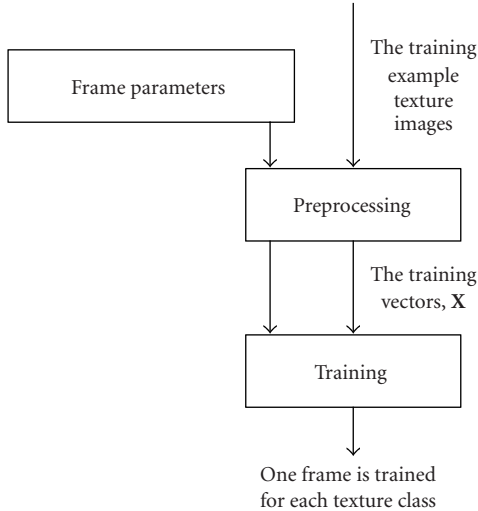 The training
example
texture
images
Frame parameters
Preprocessing
The training
vectors, X
Training
One frame is trained
for each texture class